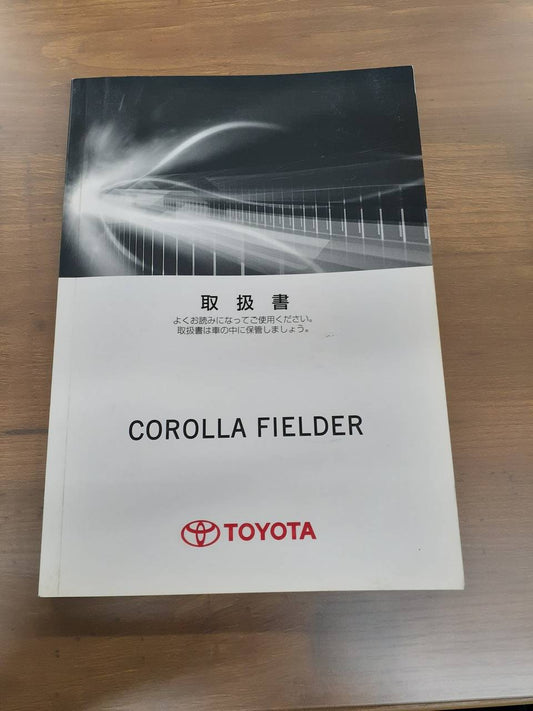 取扱書
よくお読みになってご使用ください。
取扱書は車の中に保管しましょう。
COROLLA FIELDER
TOYOTA